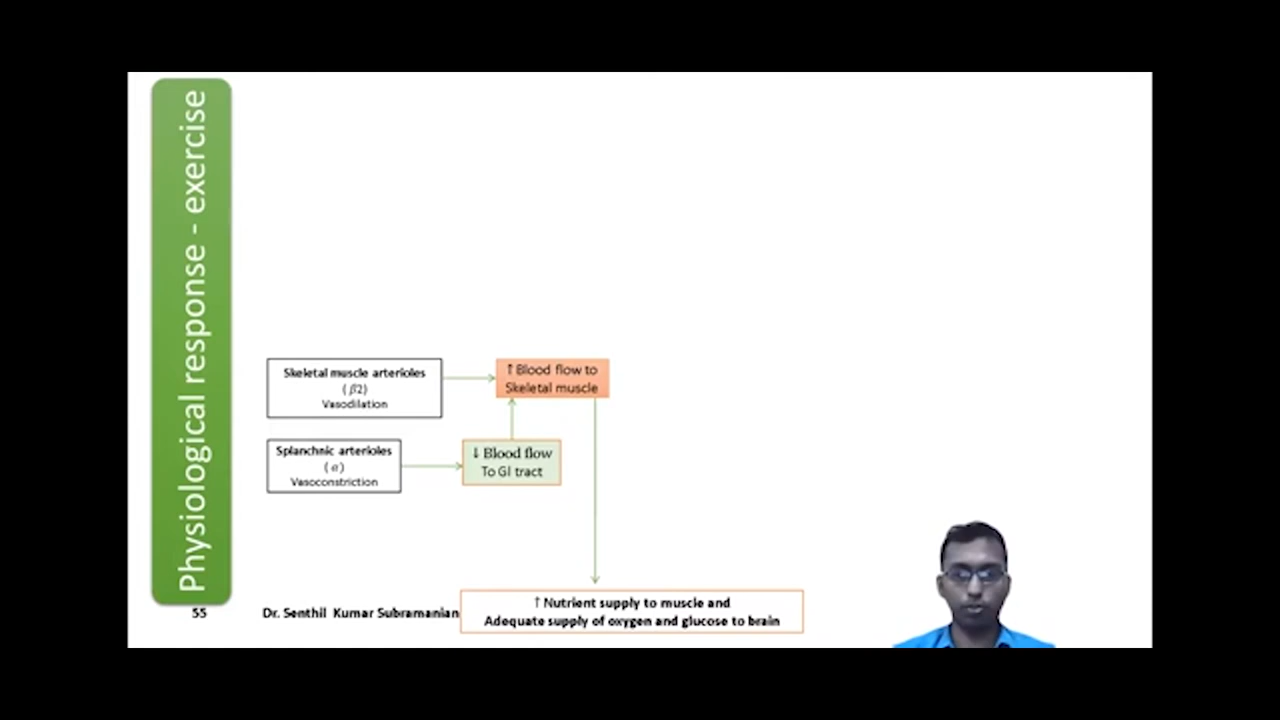 Physiological response - exercise
Skeletal muscle arterioles
(β2)
Vasodilation
↑ Blood flow to
Skeletal muscle
Splanchnic arterioles
(α)
Vasoconstriction
↓ Blood flow
To GI tract
↑ Nutrient supply to muscle and
Adequate supply of oxygen and glucose to brain
55
Dr. Senthil Kumar Subramanian